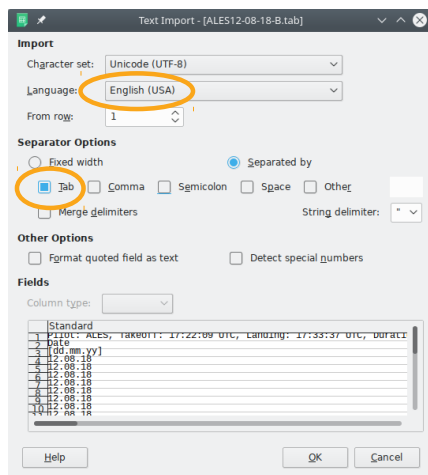 Text Import - [ALES12-08-18-B.tab]
Import
Character set: Unicode (UTF-8)
Language: English (USA)
From row: 1
Separator Options
Fixed width Separated by
Tab Comma Semicolon Space Other
Merge delimiters String delimiter: "
Other Options
Format quoted field as text Detect special numbers
Fields
Column type:
Standard
1 Pilot: ALES, Takeoff: 17:22:09 UTC, Landing: 17:33:37 UTC, Durati
2 Date
3 [dd.mm.yy]
4 12.08.18
5 12.08.18
6 12.08.18
7 12.08.18
8 12.08.18
9 12.08.18
10 12.08.18
11 12.08.18
Help OK Cancel